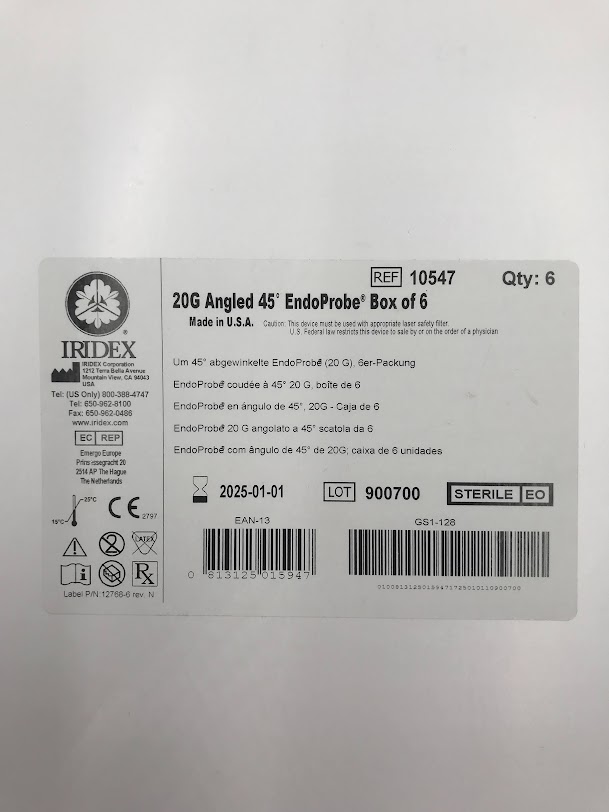 REF 10547 Qty: 6
20G Angled 45° EndoProbe® Box of 6
Made in U.S.A. Caution: This device must be used with appropriate laser safety filter.
U.S. Federal law restricts this device to sale by or on the order of a physician
®
IRIDEX
IRIDEX Corporation
1212 Terra Bella Avenue
Mountain View, CA 94043
USA
Tel: (US Only) 800-388-4747
Tel: 650-962-8100
Fax: 650-962-0486
www.iridex.com
EC REP
Emergo Europe
Prinsessegracht 20
2514 AP The Hague
The Netherlands
25°C
15°C
CE 2797
2
LATEX
i
Rx
Label P/N 12768-6 rev. N
Um 45° abgewinkelte EndoProbe® (20 G), 6er-Packung
EndoProbe® coudée à 45° 20 G, boîte de 6
EndoProbe® en ángulo de 45°, 20G - Caja de 6
EndoProbe® 20 G angolato a 45° scatola da 6
EndoProbe® com ângulo de 45° de 20G; caixa de 6 unidades
2025-01-01 LOT 900700 STERILE EO
EAN-13 GS1-128
0 813125 015947